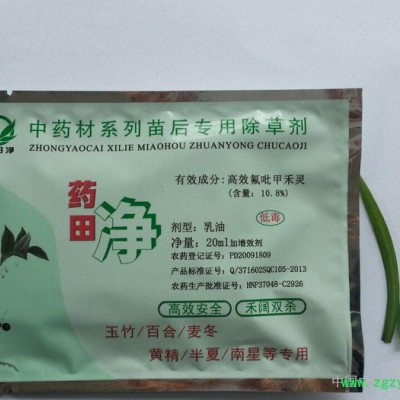 中药材系列苗后专用除草剂
ZHONGYAOCAI XILIE MIAOHOU ZHUANYONG CHUCAOJI
日净
药田净
有效成分:高效氟吡甲禾灵
(含量:10.8%)
低毒
剂型:乳油
净量:20ml加增效剂
农药登记证号:PD20091809
产品标准证号:Q/371602SQC105-2013
农药生产批准证号:HNP37048-C2926
高效安全
禾阔双杀
玉竹/百合/麦冬
黄精/半夏/南星等专用
www.zgzy